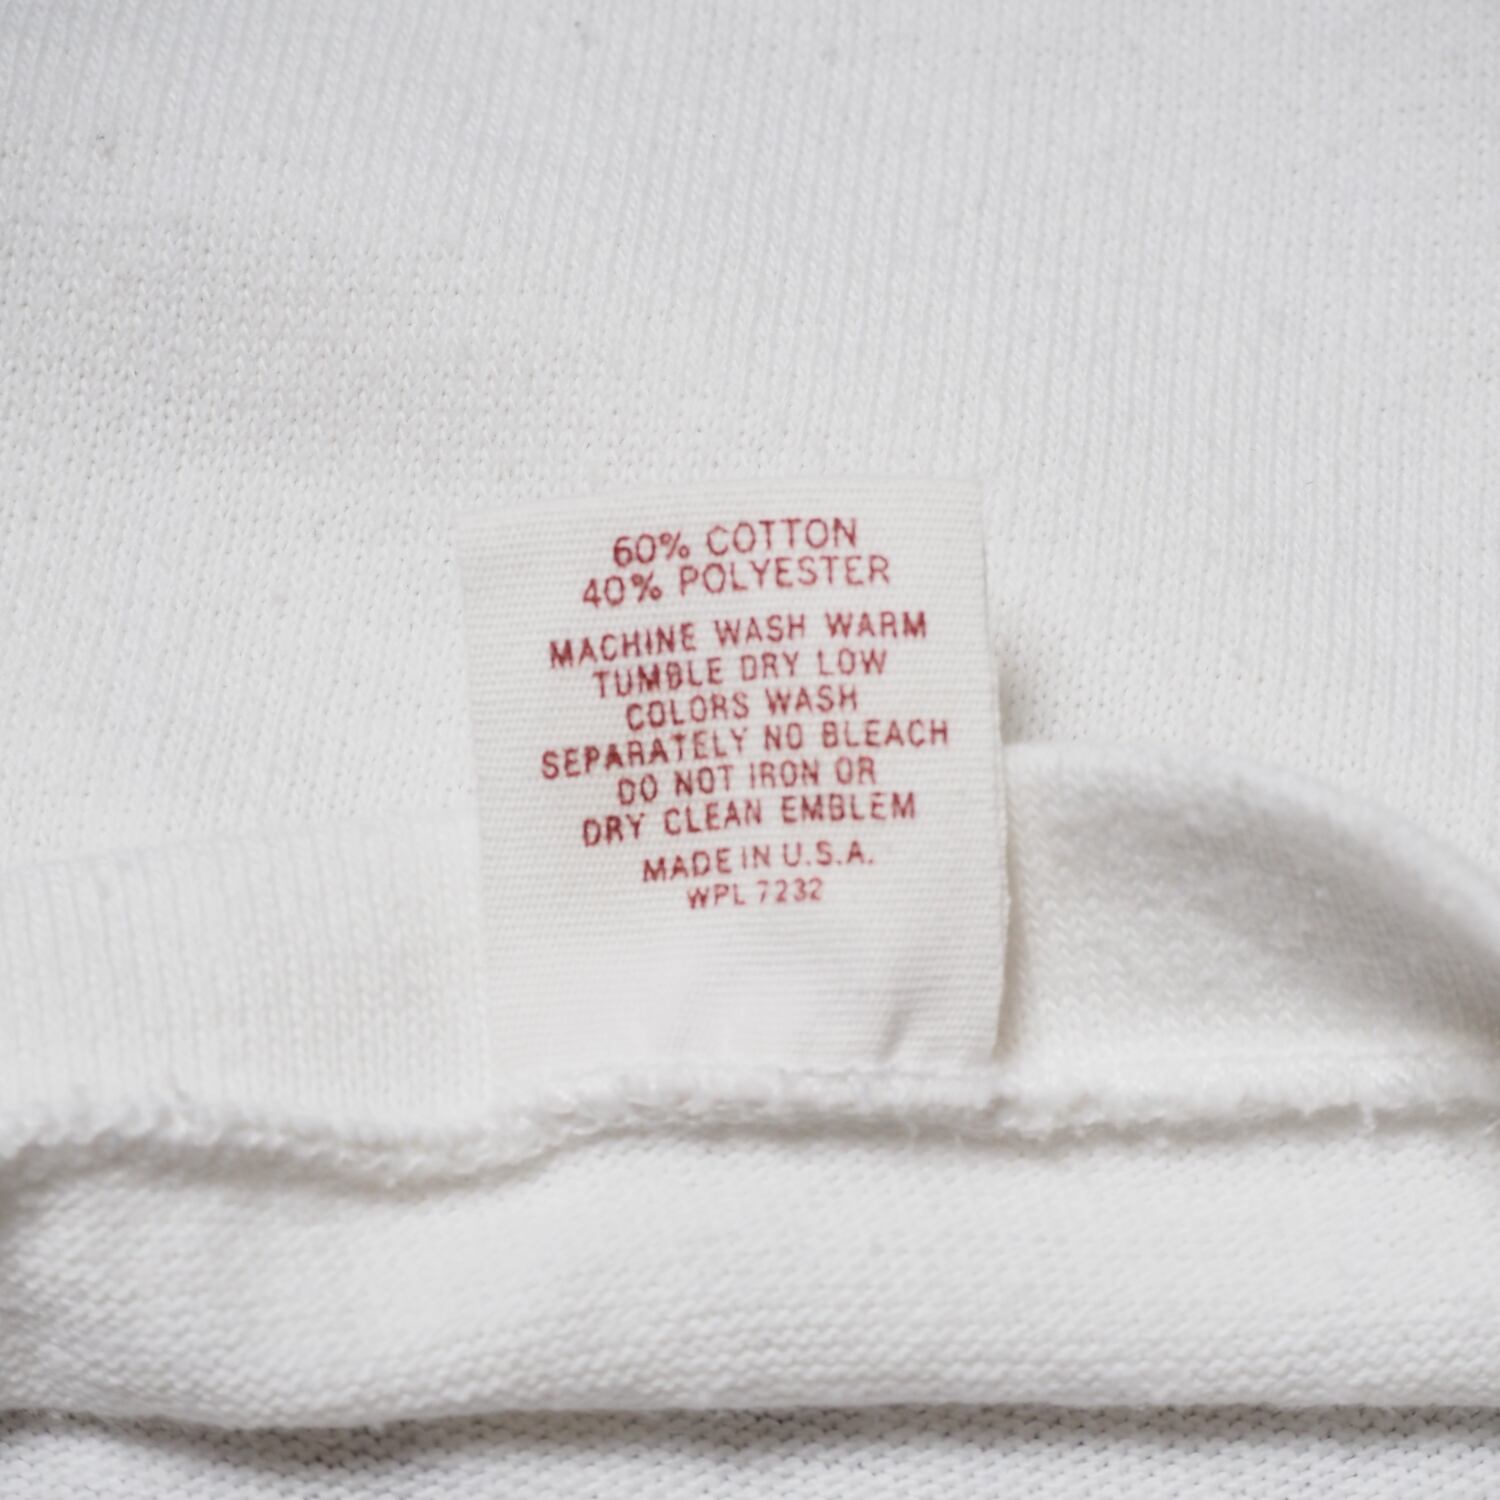 60% COTTON
40% POLYESTER
MACHINE WASH WARM
TUMBLE DRY LOW
COLORS WASH
SEPARATELY NO BLEACH
DO NOT IRON OR
DRY CLEAN EMBLEM
MADE IN U.S.A.
WPL 7232